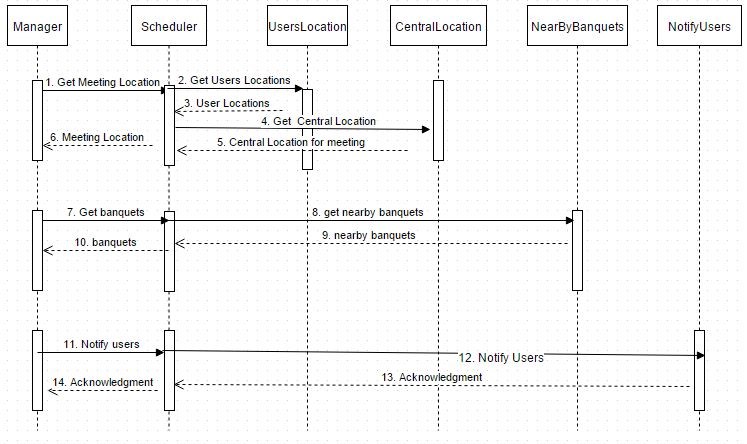 Manager
Scheduler
UsersLocation
CentralLocation
NearByBanquets
NotifyUsers
1. Get Meeting Location
2. Get Users Locations
3. User Locations
4. Get Central Location
5. Central Location for meeting
6. Meeting Location
7. Get banquets
8. get nearby banquets
9. nearby banquets
10. banquets
11. Notify users
12. Notify Users
13. Acknowledgment
14. Acknowledgment